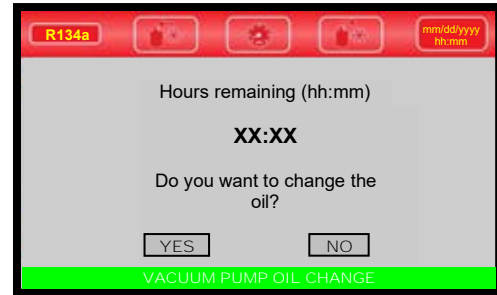 R134a
mm/dd/yyyy
hh:mm
Hours remaining (hh:mm)
XX:XX
Do you want to change the
oil?
YES NO
VACUUM PUMP OIL CHANGE